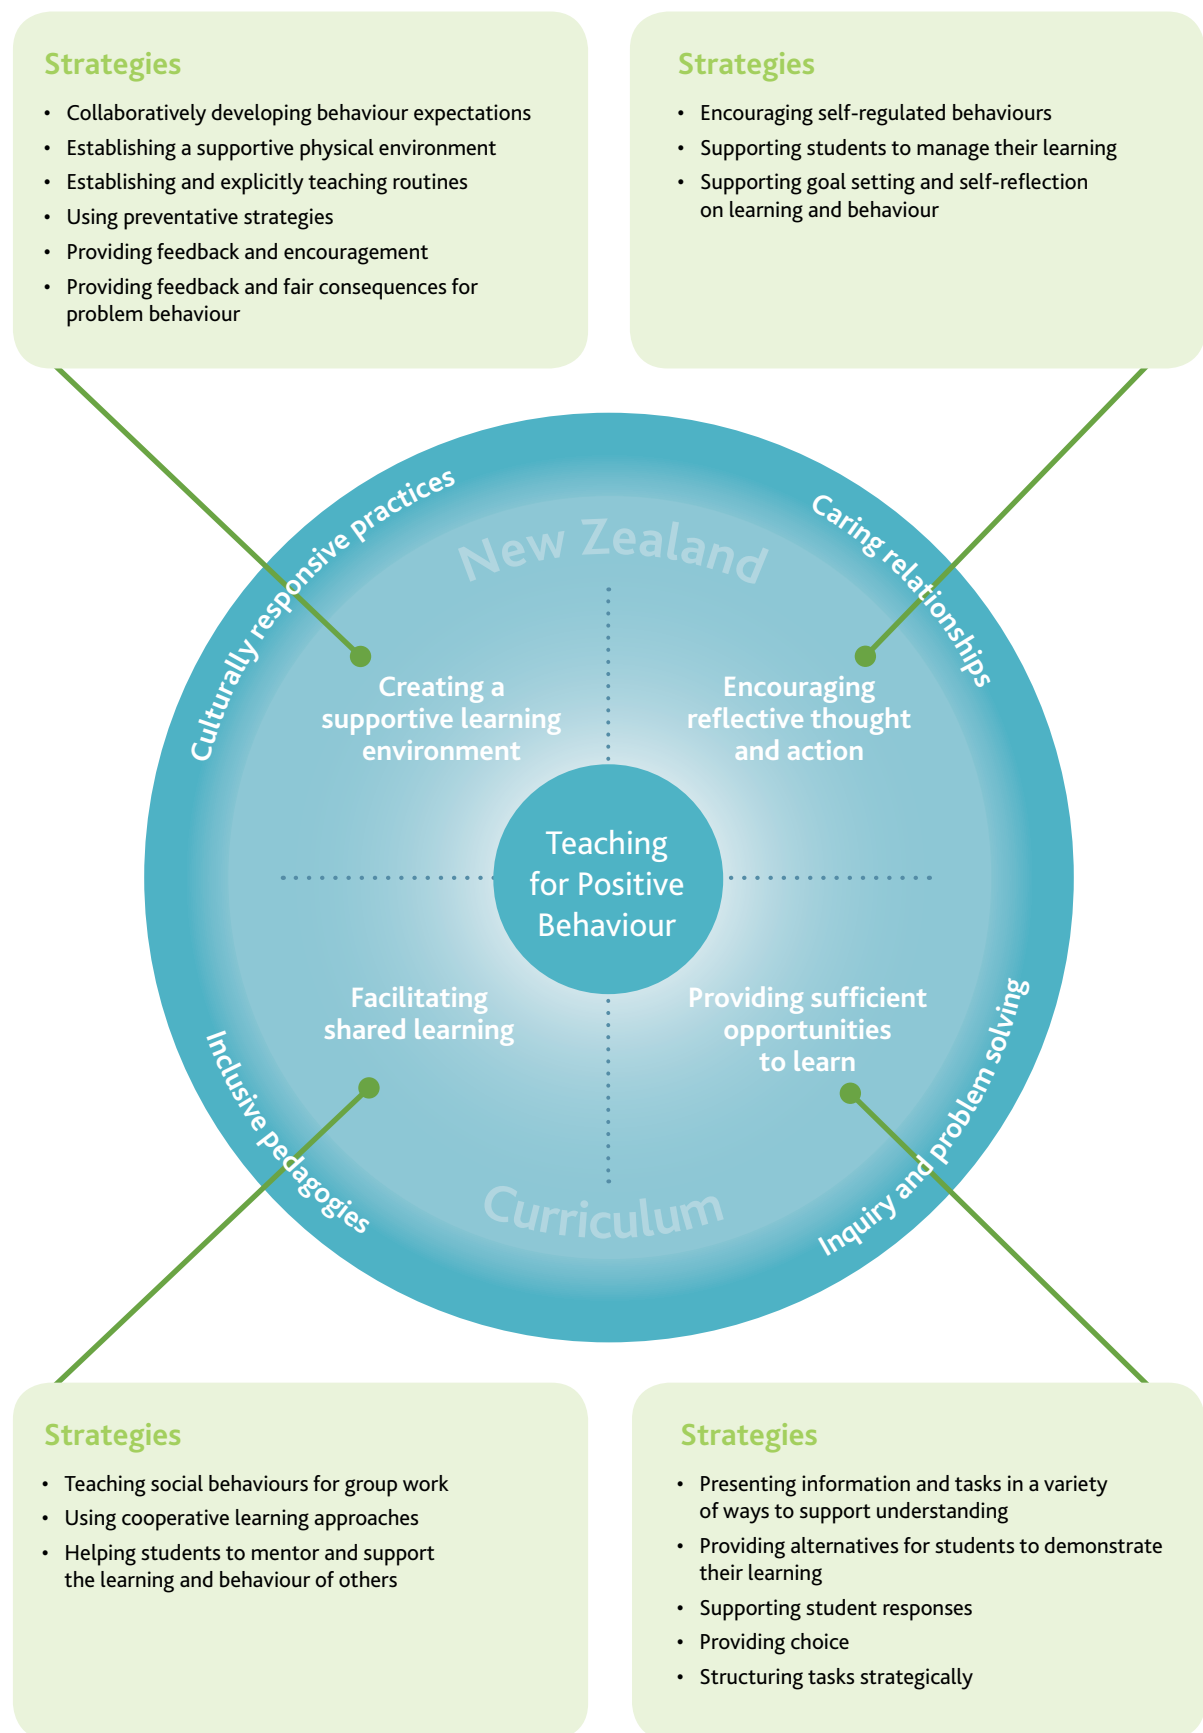 Strategies
• Collaboratively developing behaviour expectations
• Establishing a supportive physical environment
• Establishing and explicitly teaching routines
• Using preventative strategies
• Providing feedback and encouragement
• Providing feedback and fair consequences for
problem behaviour
Strategies
• Encouraging self-regulated behaviours
• Supporting students to manage their learning
• Supporting goal setting and self-reflection
on learning and behaviour
Culturally responsive practices
Caring relationships
New Zealand
Creating a
supportive learning
environment
Encouraging
reflective thought
and action
Teaching
for Positive
Behaviour
Facilitating
shared learning
Providing sufficient
opportunities
to learn
Inclusive pedagogies
Inquiry and problem solving
Curriculum
Strategies
• Teaching social behaviours for group work
• Using cooperative learning approaches
• Helping students to mentor and support
the learning and behaviour of others
Strategies
• Presenting information and tasks in a variety
of ways to support understanding
• Providing alternatives for students to demonstrate
their learning
• Supporting student responses
• Providing choice
• Structuring tasks strategically